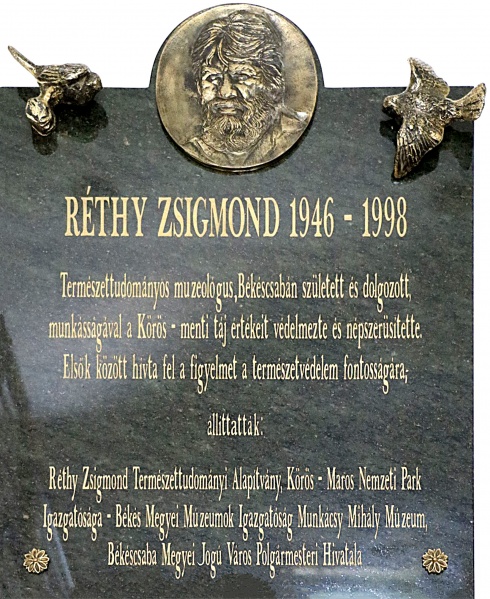 RÉTHY ZSIGMOND 1946 - 1998
Természettudományos muzeológus, Békéscsabán született és dolgozott,
munkásságával a Körös - menti táj értékeit védelmezte és népszerűsítette.
Elsők között hívta fel a figyelmet a természetvédelem fontosságára,
állíttatták:
Réthy Zsigmond Természettudományi Alapítvány, Körös - Maros Nemzeti Park
Igazgatósága - Békés Megyei Múzeumok Igazgatóság Munkácsy Mihály Múzeum,
Békéscsaba Megyei Jogú Város Polgármesteri Hivatala